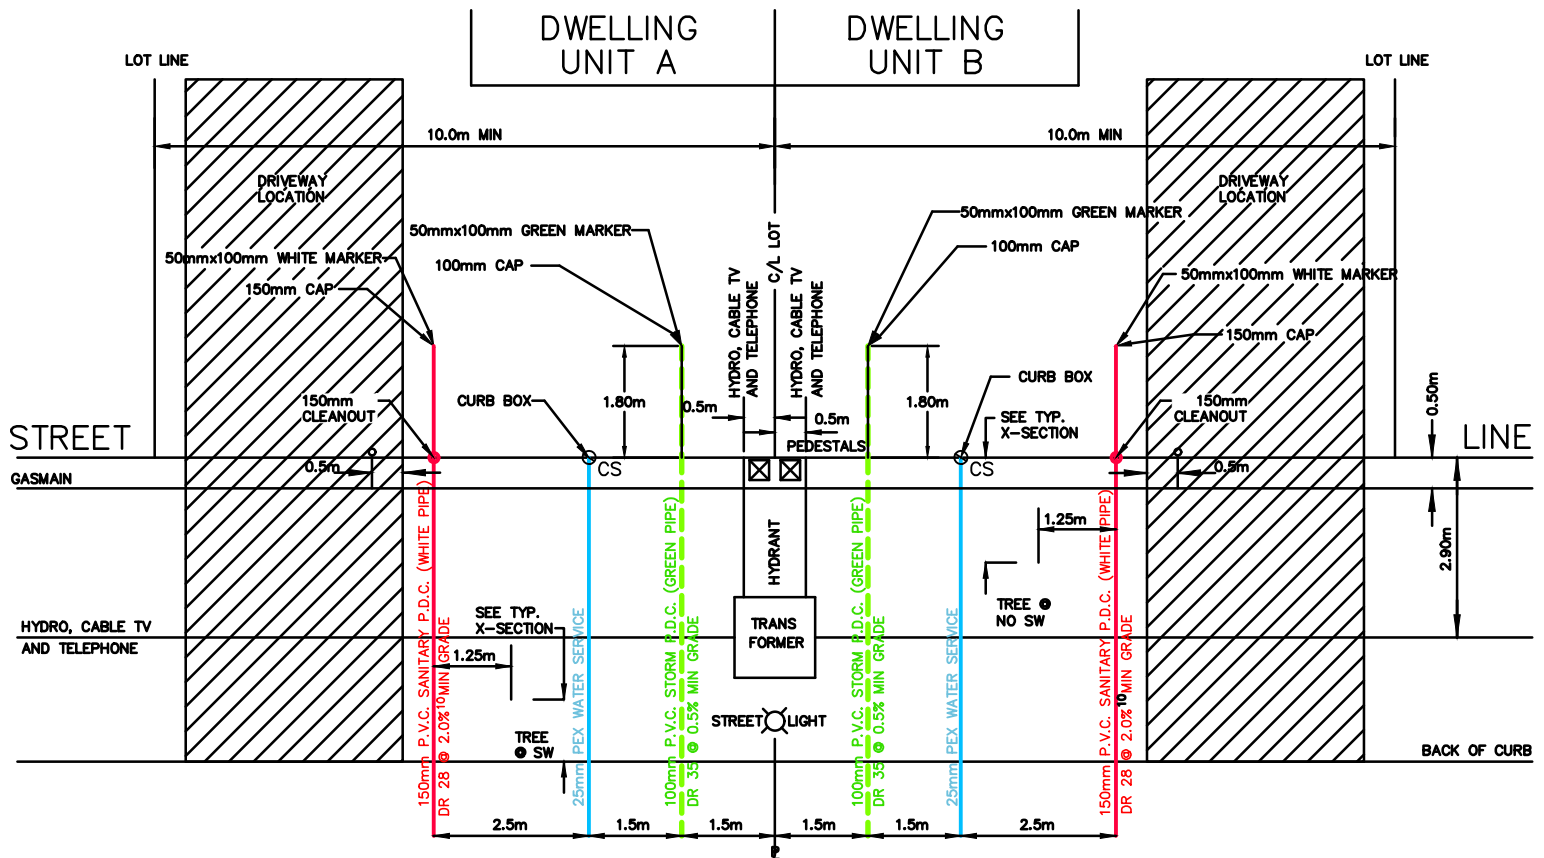 DWELLING
UNIT A
DWELLING
UNIT B
LOT LINE
LOT LINE
10.0m MIN
10.0m MIN
DRIVEWAY
LOCATION
DRIVEWAY
LOCATION
50mmx100mm GREEN MARKER
50mmx100mm GREEN MARKER
C/L LOT
100mm CAP
100mm CAP
50mmx100mm WHITE MARKER
50mmx100mm WHITE MARKER
150mm CAP
150mm CAP
HYDRO, CABLE TV
AND TELEPHONE
HYDRO, CABLE TV
AND TELEPHONE
1.80m
1.80m
0.5m
0.5m
CURB BOX
CURB BOX
150mm
CLEANOUT
150mm
CLEANOUT
SEE TYP.
X-SECTION
0.50m
PEDESTALS
STREET
LINE
CS
CS
0.5m
0.5m
GASMAIN
150mm P.V.C. SANITARY P.D.C. (WHITE PIPE)
DR 28 @ 2.0%10 MIN GRADE
25mm PEX WATER SERVICE
100mm P.V.C. STORM P.D.C. (GREEN PIPE)
DR 35 @ 0.5% MIN GRADE
HYDRANT
100mm P.V.C. STORM P.D.C. (GREEN PIPE)
DR 35 @ 0.5% MIN GRADE
25mm PEX WATER SERVICE
150mm P.V.C. SANITARY P.D.C. (WHITE PIPE)
DR 28 @ 2.0%10 MIN GRADE
1.25m
2.90m
TREE @
NO SW
SEE TYP.
X-SECTION
TRANS
FORMER
HYDRO, CABLE TV
AND TELEPHONE
1.25m
STREET
LIGHT
TREE
@ SW
BACK OF CURB
2.5m
1.5m
1.5m
1.5m
1.5m
2.5m